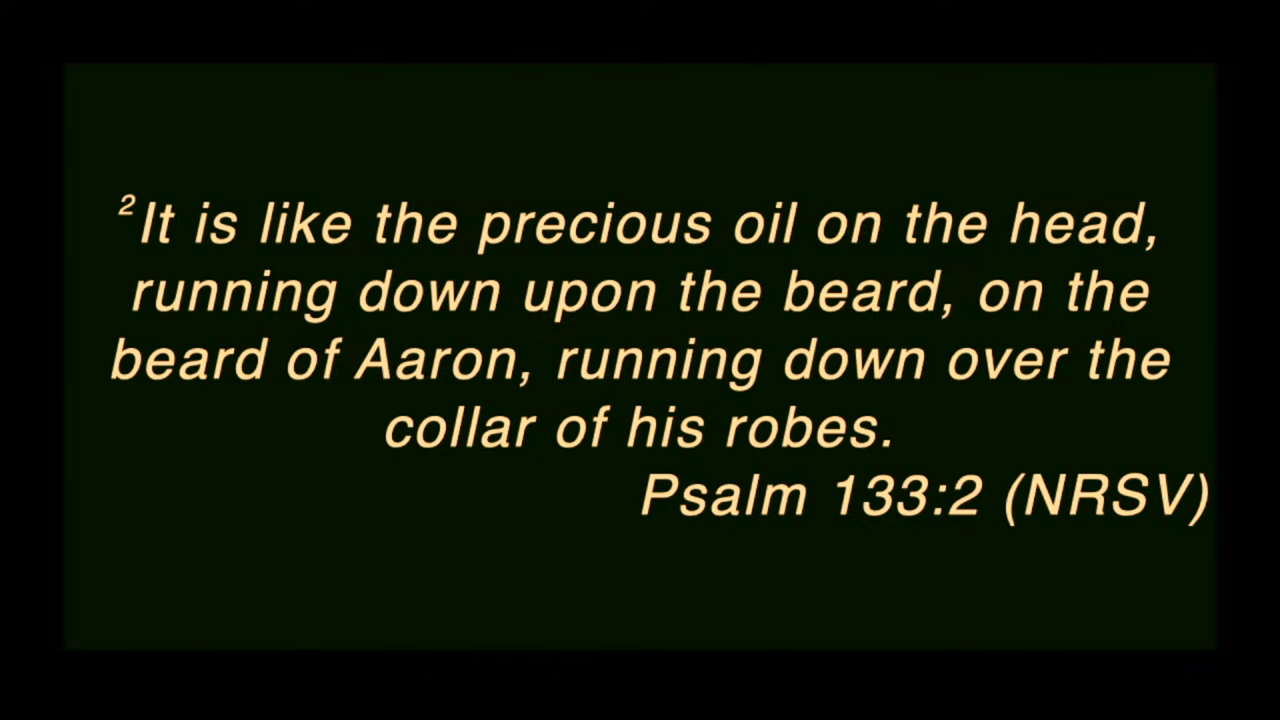 ²It is like the precious oil on the head,
running down upon the beard, on the
beard of Aaron, running down over the
collar of his robes.
Psalm 133:2 (NRSV)